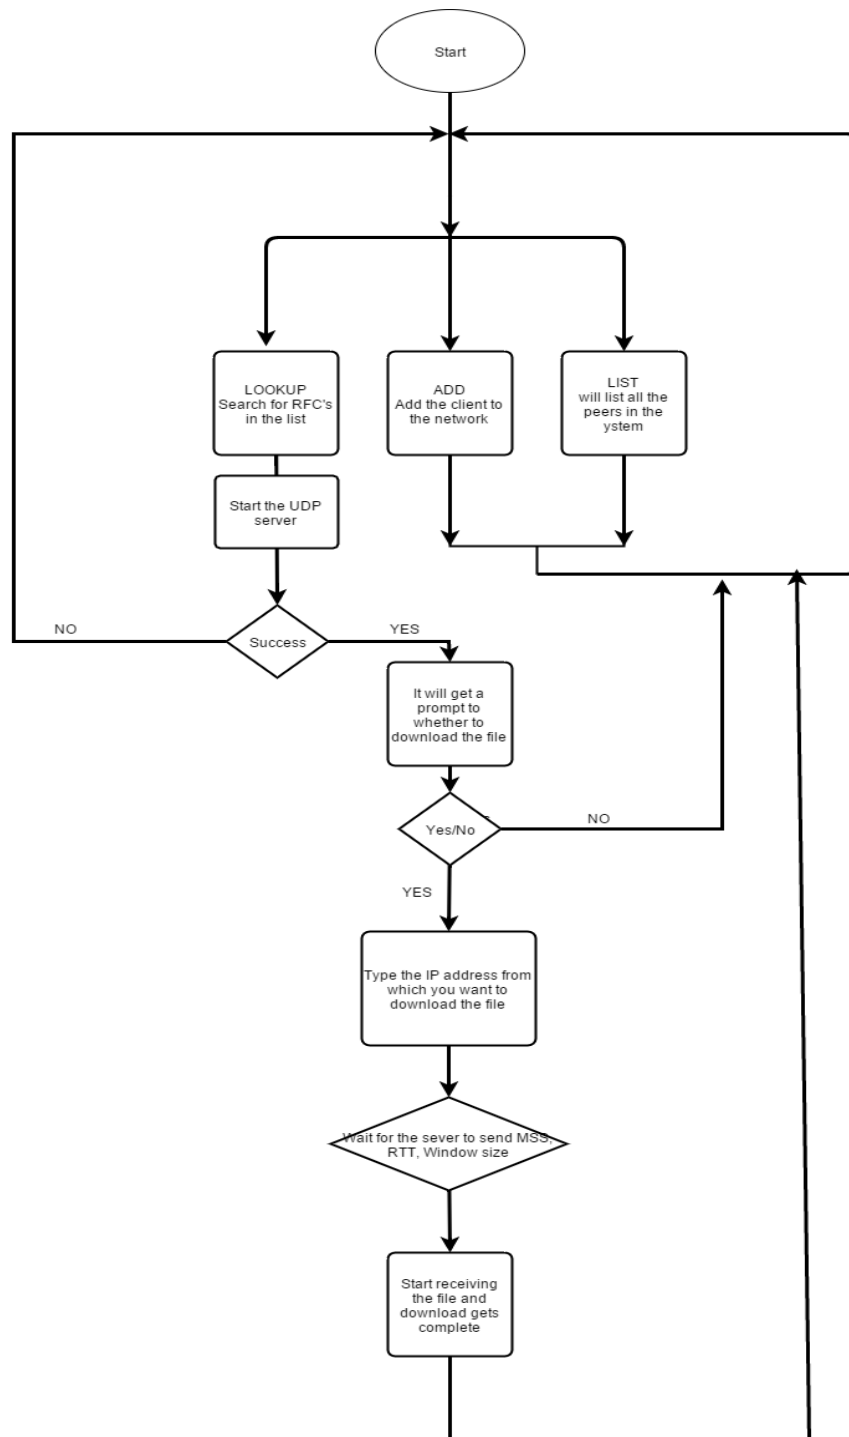 Start
LOOKUP
Search for RFC's
in the list
ADD
Add the client to
the network
LIST
will list all the
peers in the
ystem
Start the UDP
server
NO
Success
YES
It will get a
prompt to
whether to
download the file
Yes/No
NO
YES
Type the IP address from
which you want to
download the file
Wait for the sever to send MSS,
RTT, Window size
Start receiving
the file and
download gets
complete